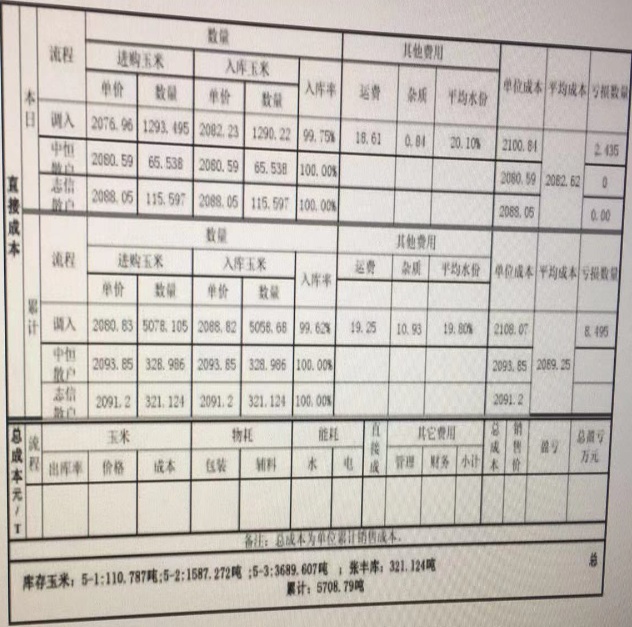 直接成本
本日
流程 数量 其他费用 单位成本 平均成本 亏损数量
进购玉米 入库玉米 入库率 运费 杂质 平均水份
单价 数量 单价 数量
调入 2076.96 1293.495 2082.23 1290.22 99.75% 18.61 0.84 20.10% 2100.84 2082.62 2.435
中恒散户 2080.59 65.538 2080.59 65.538 100.00% 2080.59 0
志信散户 2088.05 115.597 2088.05 115.597 100.00% 2088.05 0.00
累计
流程 数量 其他费用 单位成本 平均成本 亏损数量
进购玉米 入库玉米 入库率 运费 杂质 平均水份
单价 数量 单价 数量
调入 2080.83 5078.105 2088.82 5058.68 99.62% 19.25 10.93 19.80% 2108.07 2089.25 8.495
中恒散户 2093.85 328.986 2093.85 328.986 100.00% 2093.85
志信散户 2091.2 321.124 2091.2 321.124 100.00% 2091.2
总成本元/T
流程 玉米 物耗 能耗 直接成 其它费用 总成本 销售价 盈亏 总盈亏万元
出库率 价格 成本 包装 辅料 水 电 管理 财务 小计
备注:总成本为单位累计销售成本.
总
库存玉米:5-1:110.787吨;5-2:1587.272吨 ;5-3:3689.607吨 ;张丰库:321.124吨
累计:5708.79吨